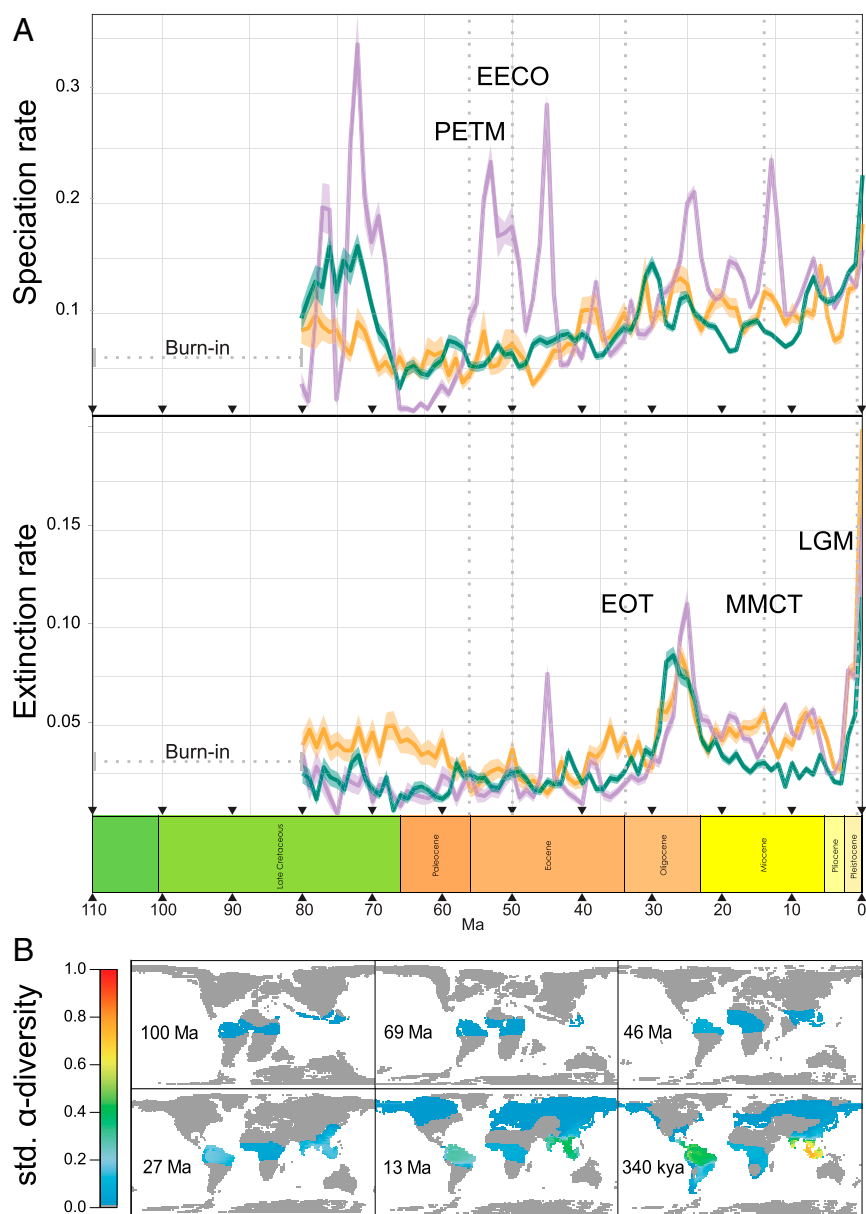 A
Speciation rate
0.3
0.2
0.1
EECO
PETM
Burn-in
Extinction rate
0.15
0.10
0.05
LGM
EOT
MMCT
Burn-in
Late Cretaceous
Paleocene
Eocene
Oligocene
Miocene
Pliocene
Pleistocene
110 100 90 80 70 60 50 40 30 20 10 0
Ma
B
std. α-diversity
1.0
0.8
0.6
0.4
0.2
0.0
100 Ma
69 Ma
46 Ma
27 Ma
13 Ma
340 kya